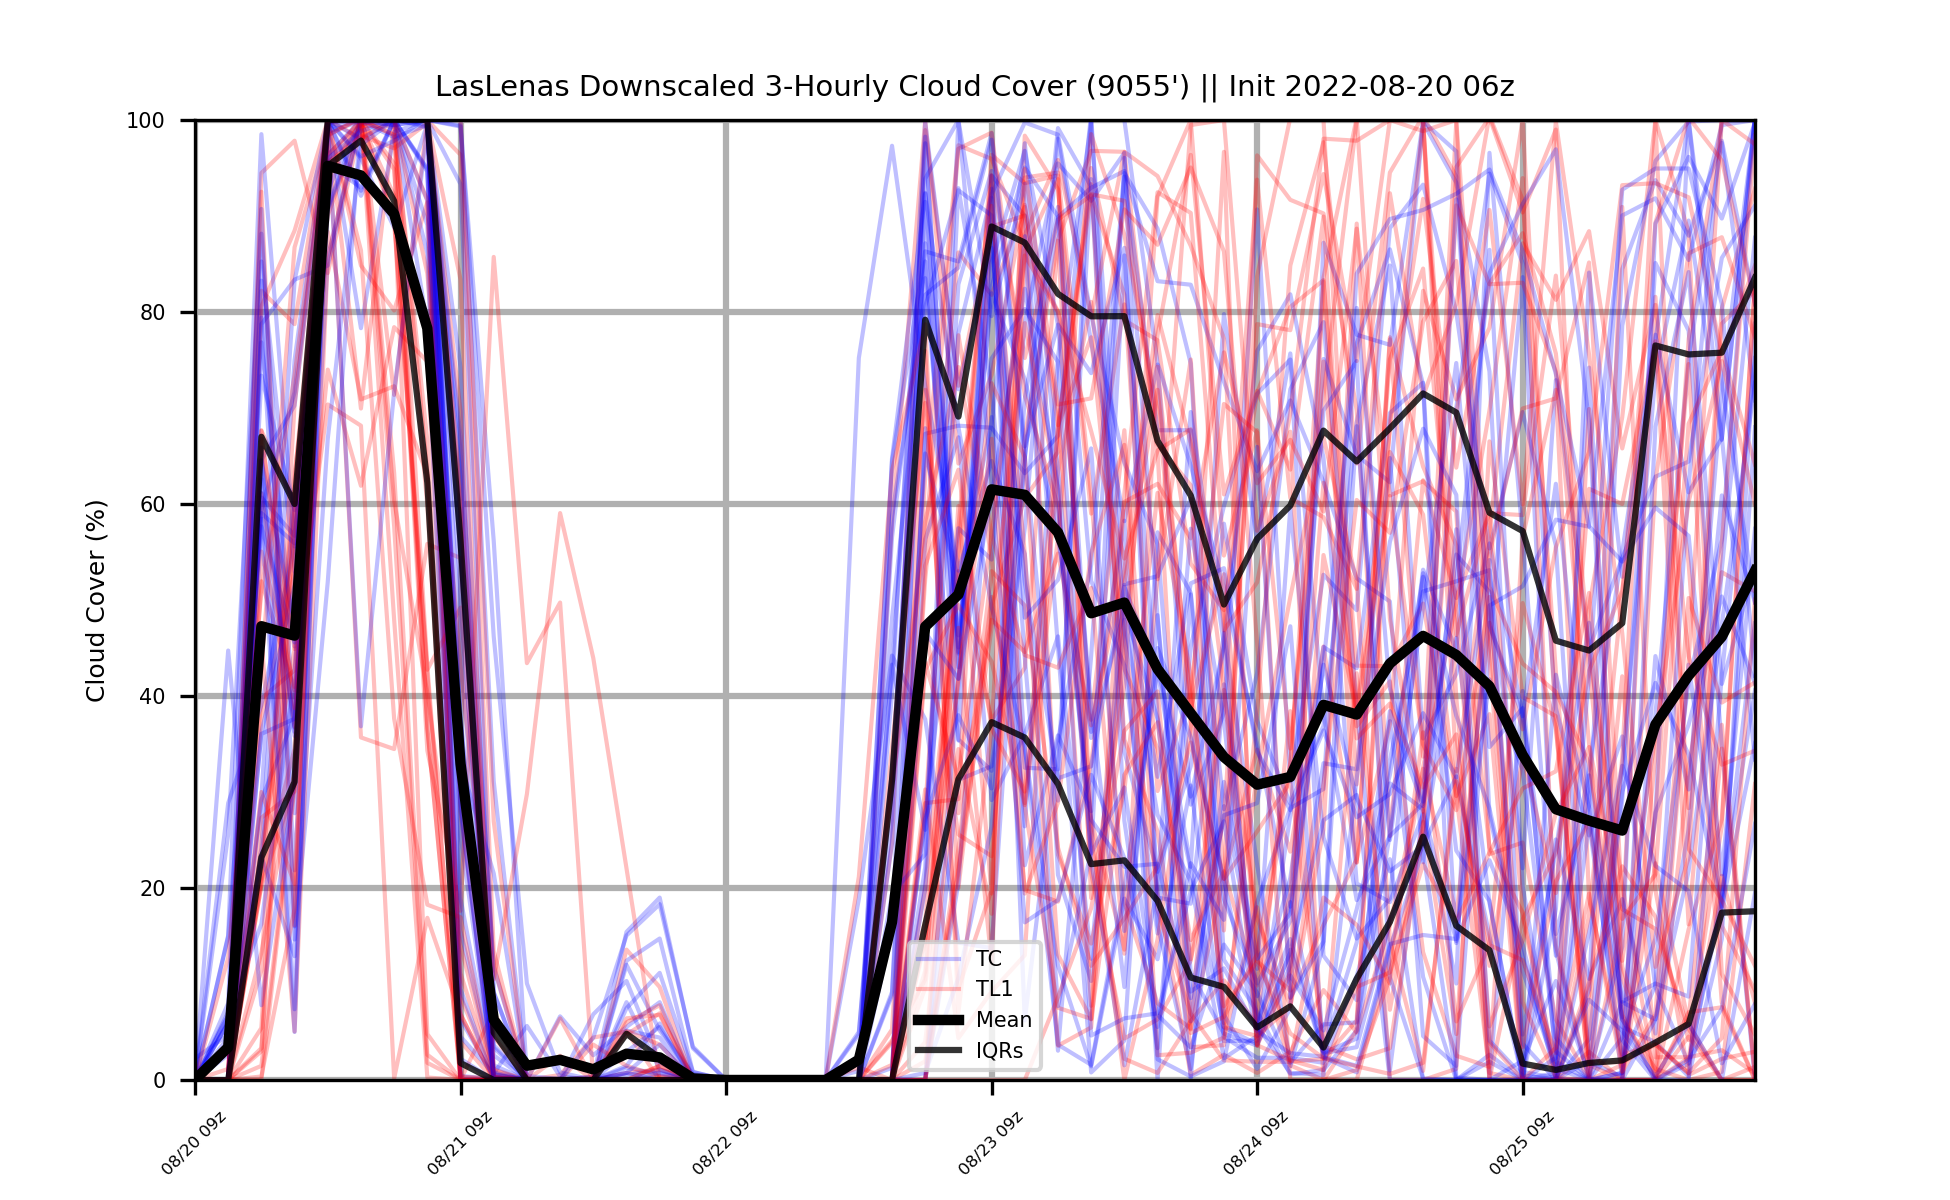 LasLenas Downscaled 3-Hourly Cloud Cover (9055') || Init 2022-08-20 06z
Cloud Cover (%)
100
80
60
40
20
0
TC
TL1
Mean
IQRs
08/20 09z
08/21 09z
08/22 09z
08/23 09z
08/24 09z
08/25 09z